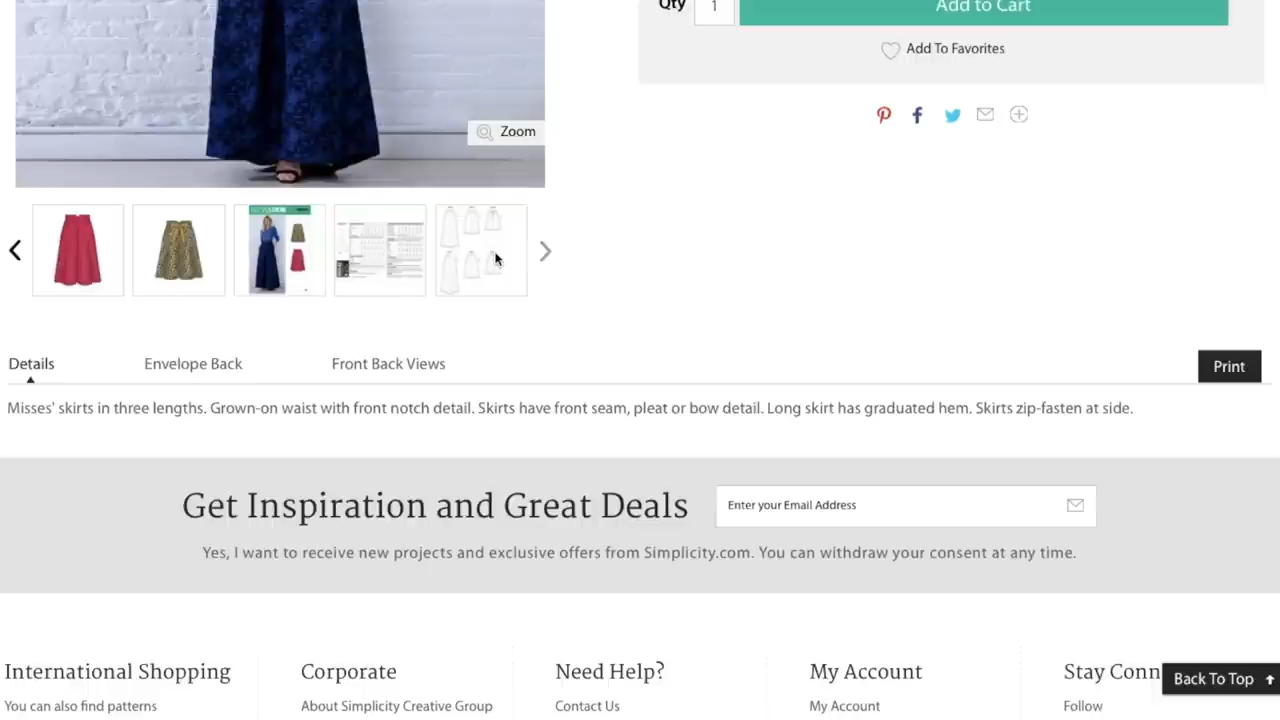 Qty 1 Add to Cart
Add To Favorites
Zoom
Details Envelope Back Front Back Views Print
Misses' skirts in three lengths. Grown-on waist with front notch detail. Skirts have front seam, pleat or bow detail. Long skirt has graduated hem. Skirts zip-fasten at side.
Get Inspiration and Great Deals Enter your Email Address
Yes, I want to receive new projects and exclusive offers from Simplicity.com. You can withdraw your consent at any time.
International Shopping Corporate Need Help? My Account Stay Conn
Back To Top
You can also find patterns About Simplicity Creative Group Contact Us My Account Follow